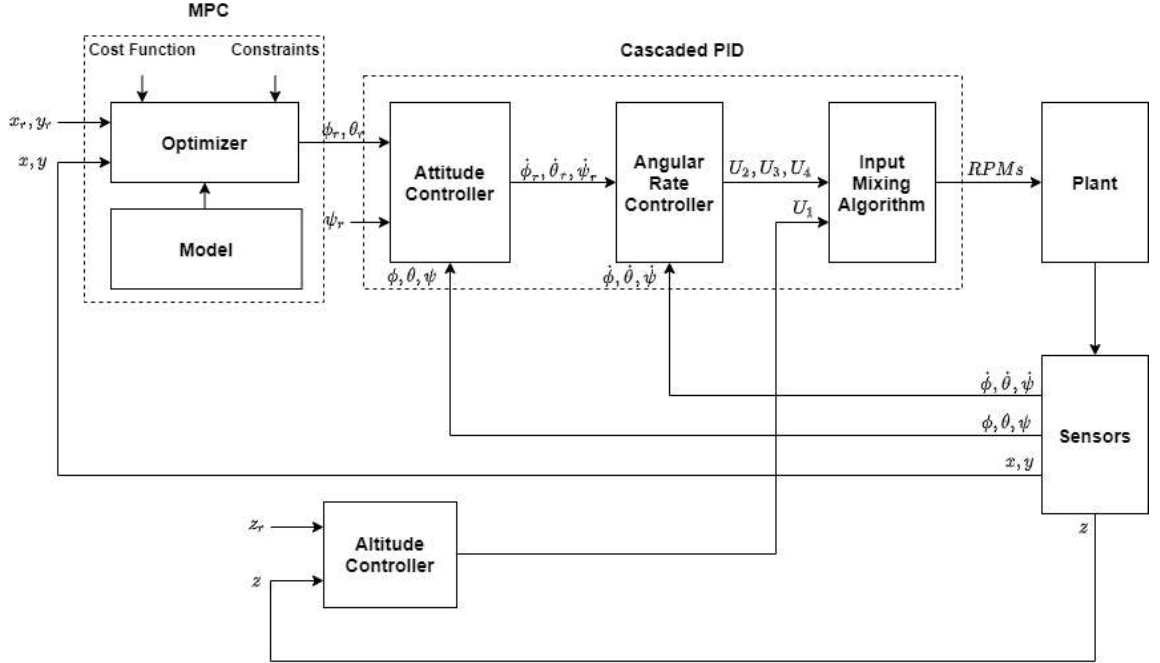 MPC
Cost Function
Constraints
Cascaded PID
x_r, y_r
x, y
Optimizer
ϕ_r, θ_r
Attitude
Controller
ϕ̇_r, θ̇_r, ψ̇_r
Angular
Rate
Controller
U_2, U_3, U_4
U_1
Input
Mixing
Algorithm
RPMs
Plant
Model
ψ_r
ϕ, θ, ψ
ϕ̇, θ̇, ψ̇
ϕ̇, θ̇, ψ̇
ϕ, θ, ψ
x, y
Sensors
z
z_r
z
Altitude
Controller